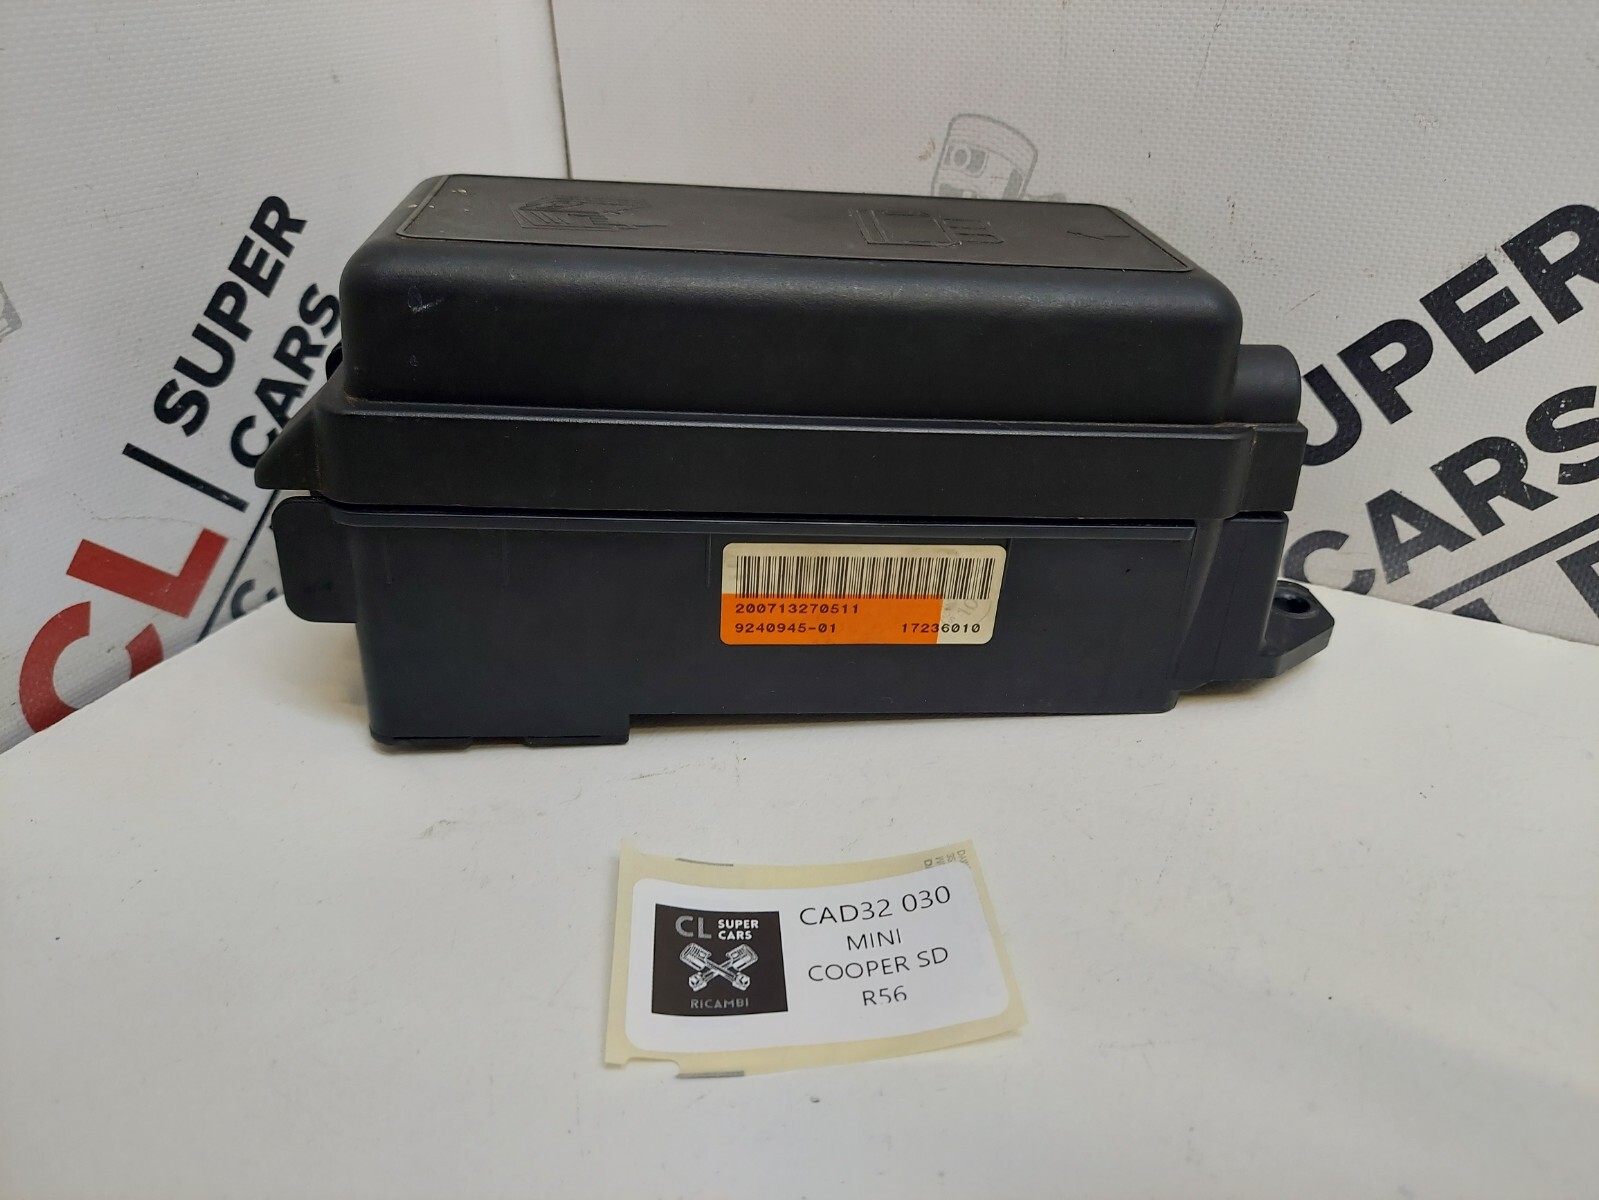 CL SUPER
CARS
SUPER
CARS
200713270511
9240945-01 17236010
CL SUPER
CARS
RICAMBI
CAD32 030
MINI
COOPER SD
R56